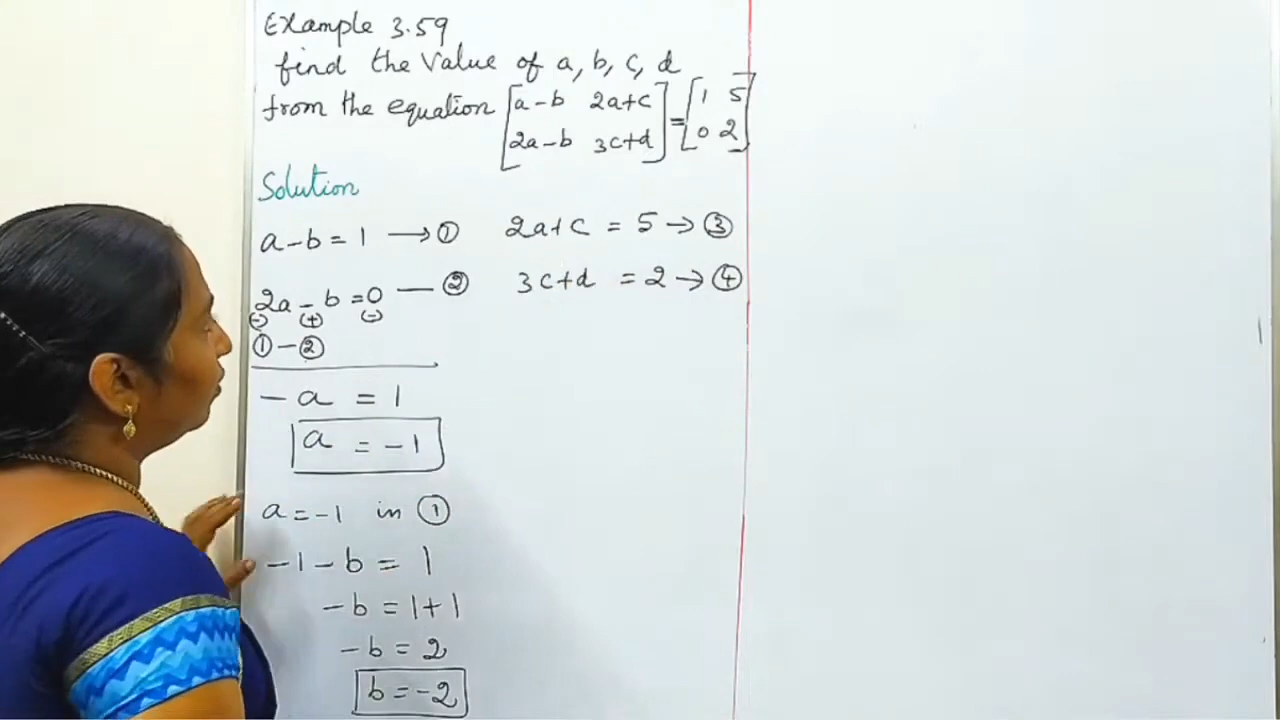 Example 3.59
find the Value of a, b, c, d
from the equation [a-b 2a+c
2a-b 3c+d] = [1 5
0 2]
Solution
a-b=1 → ①
2a-b=0 — ②
(-) (+) (-)
①-②
-a = 1
a = -1
a=-1 in ①
-1-b = 1
-b = 1+1
-b = 2
b=-2
2a+c = 5 → ③
3c+d = 2 → ④